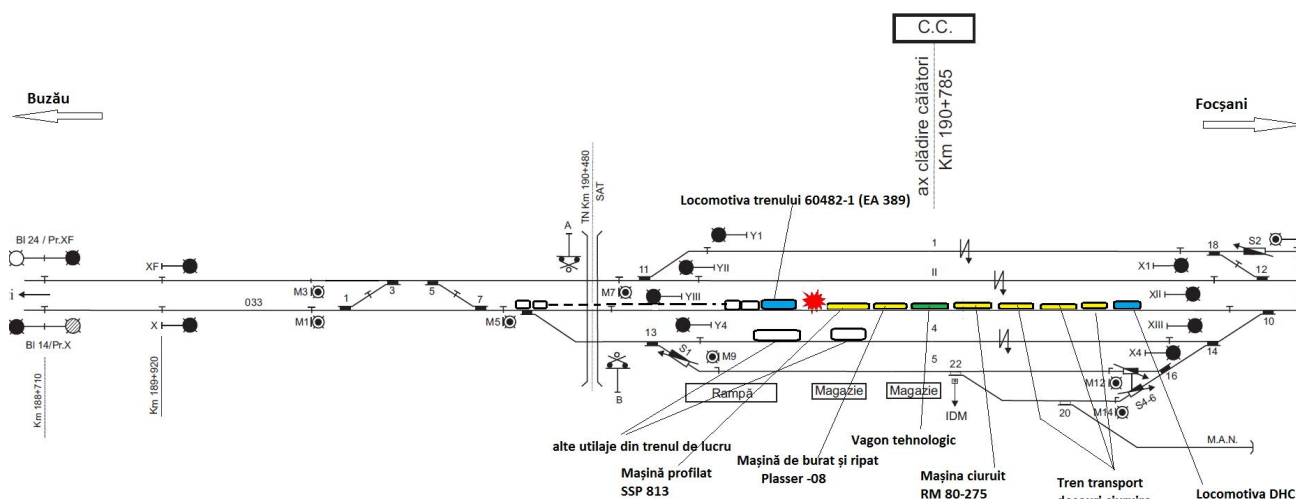 C.C.
ax clădire călători
Km 190+785
Buzău
Focșani
TN Km 190+480
SAT
Locomotiva trenului 60482-1 (EA 389)
BI 24 / Pr.XF
XF
A
Y1
1
S2
X1
18
11
YII
II
12
i
M3
M7
YIII
XII
033
1
3
5
7
M1
M5
Y4
4
XIII
10
BI 14/Pr.X
X
13
S1
M9
5
X4
14
22
M12
16
B
Rampă
Magazie
Magazie
S4-6
Km 188+710
Km 189+920
IDM
20
M14
M.A.N.
alte utilaje din trenul de lucru
Vagon tehnologic
Mașină de burat și ripat
Plasser -08
Mașină profilat
SSP 813
Mașina ciuruit
RM 80-275
Tren transport
Locomotiva DHC